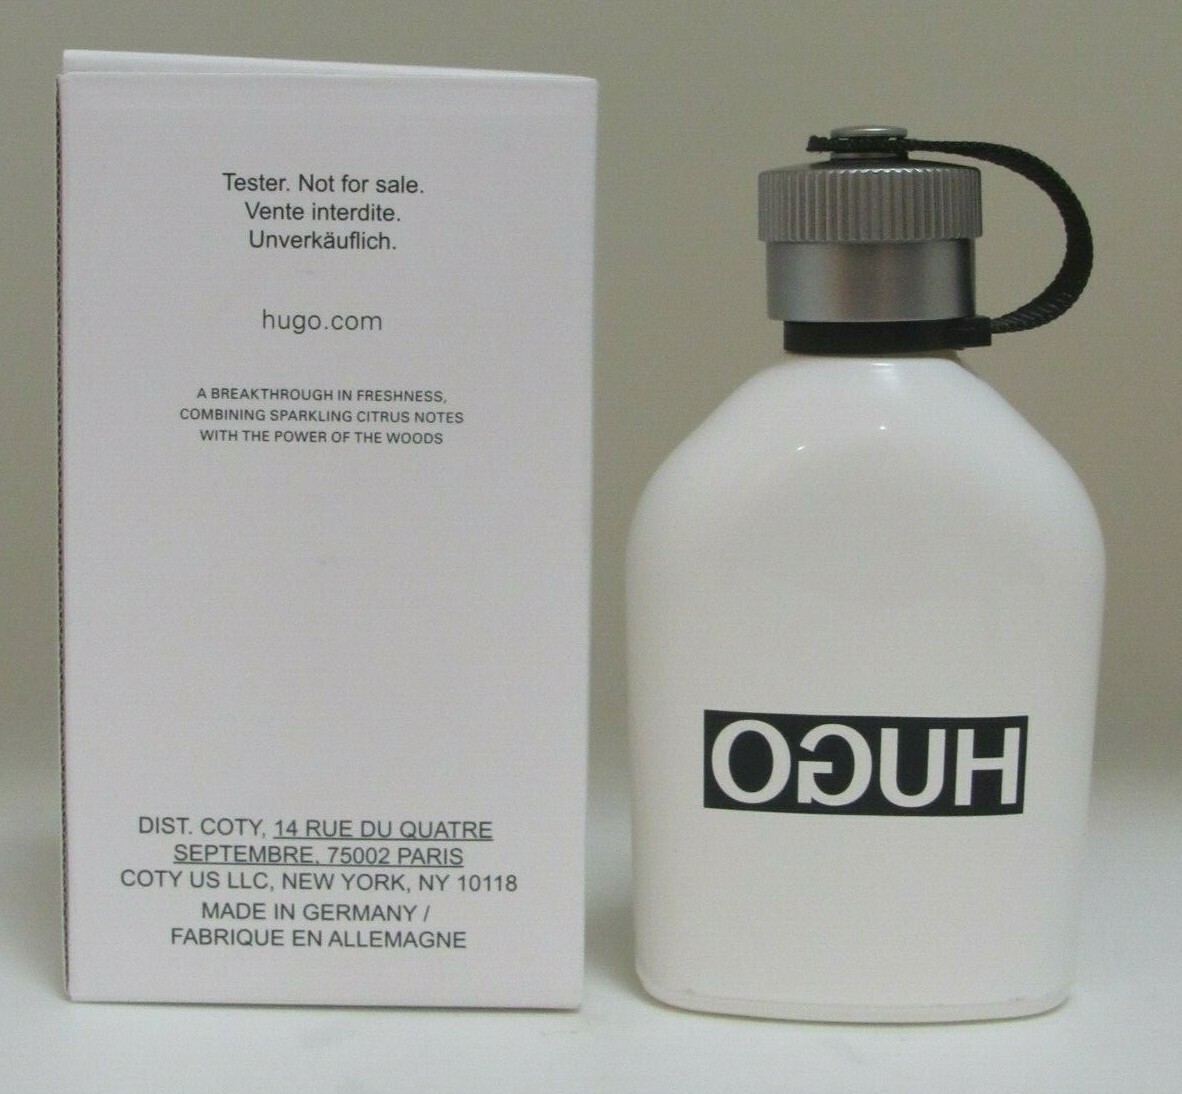 Tester. Not for sale.
Vente interdite.
Unverkäuflich.
hugo.com
A BREAKTHROUGH IN FRESHNESS,
COMBINING SPARKLING CITRUS NOTES
WITH THE POWER OF THE WOODS
DIST. COTY, 14 RUE DU QUATRE
SEPTEMBRE, 75002 PARIS
COTY US LLC, NEW YORK, NY 10118
MADE IN GERMANY /
FABRIQUE EN ALLEMAGNE
HUGO